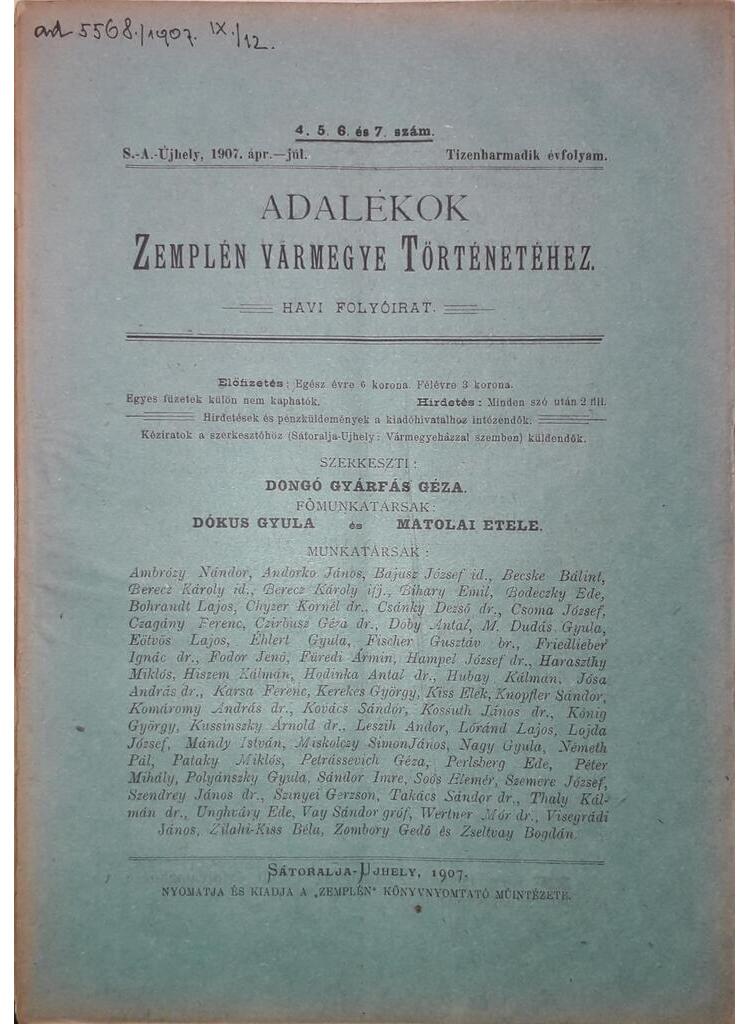 ad 5568./1907. IX./12.
4. 5. 6. és 7. szám.
S.-A.-Újhely, 1907. ápr.—júl. Tizenharmadik évfolyam.
ADALÉKOK
ZEMPLÉN VÁRMEGYE TÖRTÉNETÉHEZ.
HAVI FOLYÓIRAT.
Előfizetés: Egész évre 6 korona. Félévre 3 korona.
Egyes füzetek külön nem kaphatók. Hirdetés: Minden szó után 2 fill.
Hirdetések és pénzküldemények a kiadóhivatalhoz intézendők.
Kéziratok a szerkesztőhöz (Sátoralja-Ujhely: Vármegyeházzal szemben) küldendők.
SZERKESZTI:
DONGÓ GYÁRFÁS GÉZA.
FŐMUNKATÁRSAK:
DÓKUS GYULA és MATOLAI ETELE.
MUNKATÁRSAK:
Ambrózy Nándor, Andorko János, Bajusz József id., Becske Bálint,
Berecz Károly id., Berecz Károly ifj., Bihary Emil, Bodeczky Ede,
Bohrandt Lajos, Chyzer Kornél dr., Csánky Dezső dr., Csoma József,
Czagány Ferenc, Czirbusz Géza dr., Dóby Antal, M. Dudás Gyula,
Eötvös Lajos, Éhlert Gyula, Fischer Gusztáv br., Friedlieber
Ignác dr., Fodor Jenő, Füredi Ármin, Hampel József dr., Haraszthy
Miklós, Hiszem Kálmán, Hodinka Antal dr., Hubay Kálmán, Jósa
András dr., Karsa Ferenc, Kerekes György, Kiss Elek, Knopfler Sándor,
Komáromy András dr., Kovács Sándor, Kossuth János dr., Kőnig
György, Kussinszky Arnold dr., Leszih Andor, Lóránd Lajos, Lojda
József, Mándy István, Miskolczy SimonJános, Nagy Gyula, Németh
Pál, Pataky Miklós, Petrássevich Géza, Perlsberg Ede, Péter
Mihály, Polyánszky Gyula, Sándor Imre, Soós Elemér, Szemere József,
Szendrey János dr., Szinyei Gerzson, Takács Sándor dr., Thaly Kál-
mán dr., Unghváry Ede, Vay Sándor gróf, Wertner Mór dr., Visegrádi
János, Zilahi-Kiss Béla, Zombory Gedő és Zseltvay Bogdán.
SÁTORALJA-UJHELY, 1907.
NYOMATJA ÉS KIADJA A „ZEMPLÉN" KÖNYVNYOMTATÓ MŰINTÉZETE.